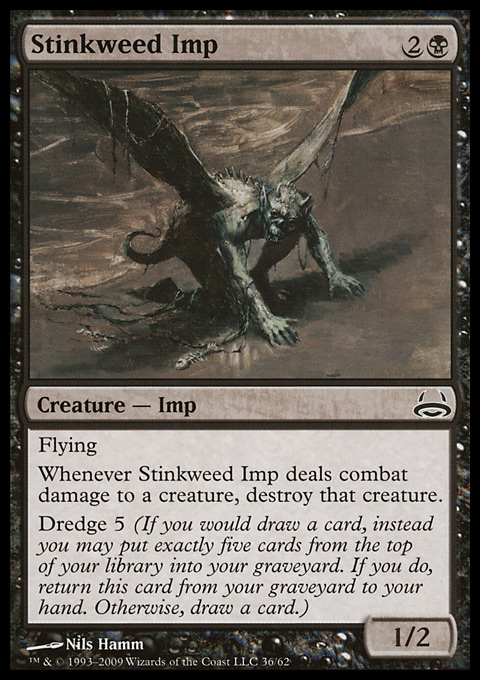 Stinkweed Imp 2
Creature — Imp
Flying
Whenever Stinkweed Imp deals combat
damage to a creature, destroy that creature.
Dredge 5 (If you would draw a card, instead
you may put exactly five cards from the top
of your library into your graveyard. If you do,
return this card from your graveyard to your
hand. Otherwise, draw a card.)
Nils Hamm
1/2
™ & © 1993–2009 Wizards of the Coast LLC 36/62